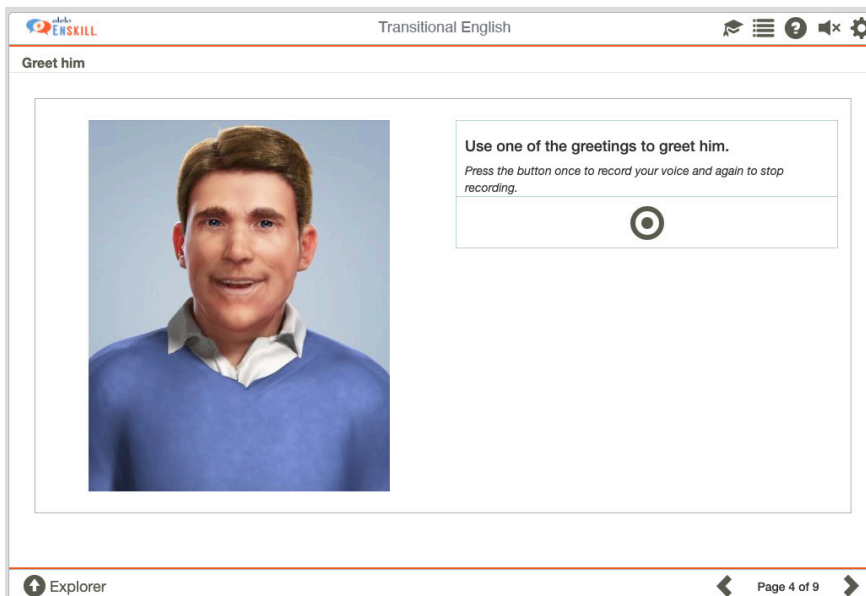 alelo
ENSKILL
Transitional English
Greet him
Use one of the greetings to greet him.
Press the button once to record your voice and again to stop
recording.
Explorer
Page 4 of 9